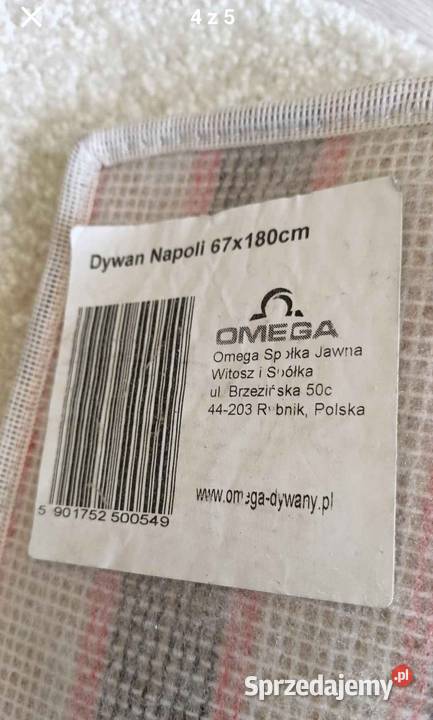 4 z 5
Dywan Napoli 67x180cm
OMEGA
Omega Spółka Jawna
Witosz i Spółka
ul. Brzezińska 50c
44-203 Rybnik, Polska
www.omega-dywany.pl
5 901752 500549
Sprzedajemy.pl